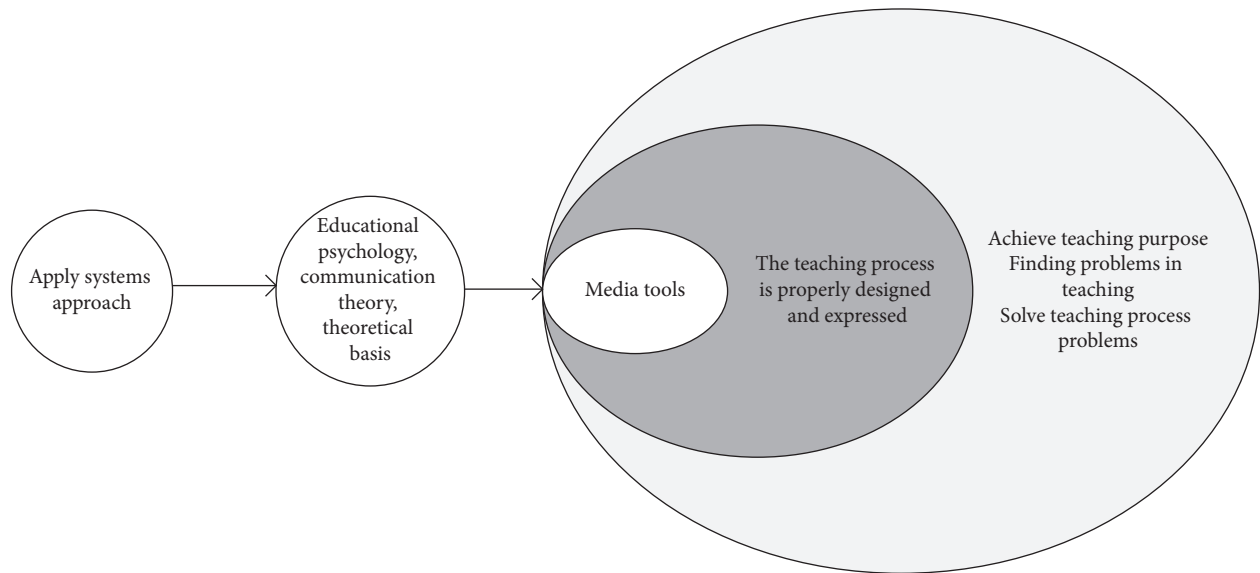 Apply systems
approach
Educational
psychology,
communication
theory,
theoretical
basis
Media tools
The teaching process
is properly designed
and expressed
Achieve teaching purpose
Finding problems in
teaching
Solve teaching process
problems